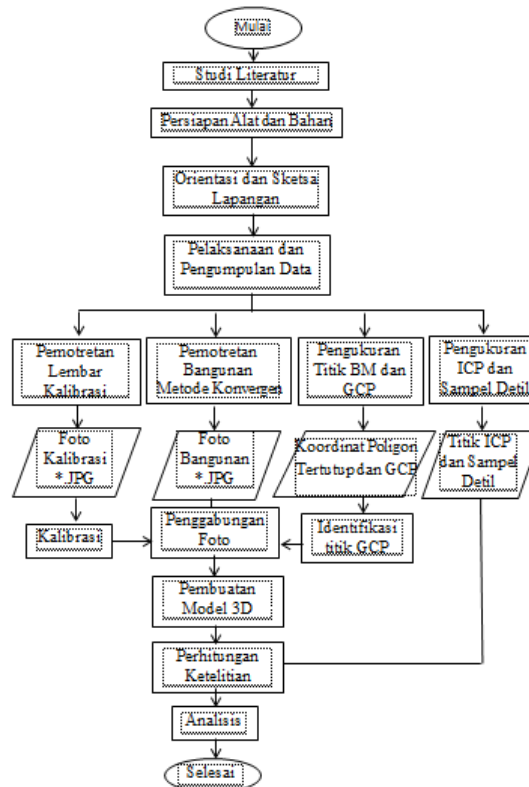 Mulai
Studi Literatur
Persiapan Alat dan Bahan
Orientasi dan Sketsa
Lapangan
Pelaksanaan dan
Pengumpulan Data
Pemotretan
Lembar
Kalibrasi
Pemotretan
Bangunan
Metode Konvergen
Pengukuran
Titik BM dan
GCP
Pengukuran
ICP dan
Sampel Detil
Foto
Kalibrasi
*.JPG
Foto
Bangunan
*.JPG
Koordinat Poligon
Tertutup dan GCP
Titik ICP
dan Sampel
Detil
Kalibrasi
Penggabungan
Foto
Identifikasi
titik GCP
Pembuatan
Model 3D
Perhitungan
Ketelitian
Analisis
Selesai